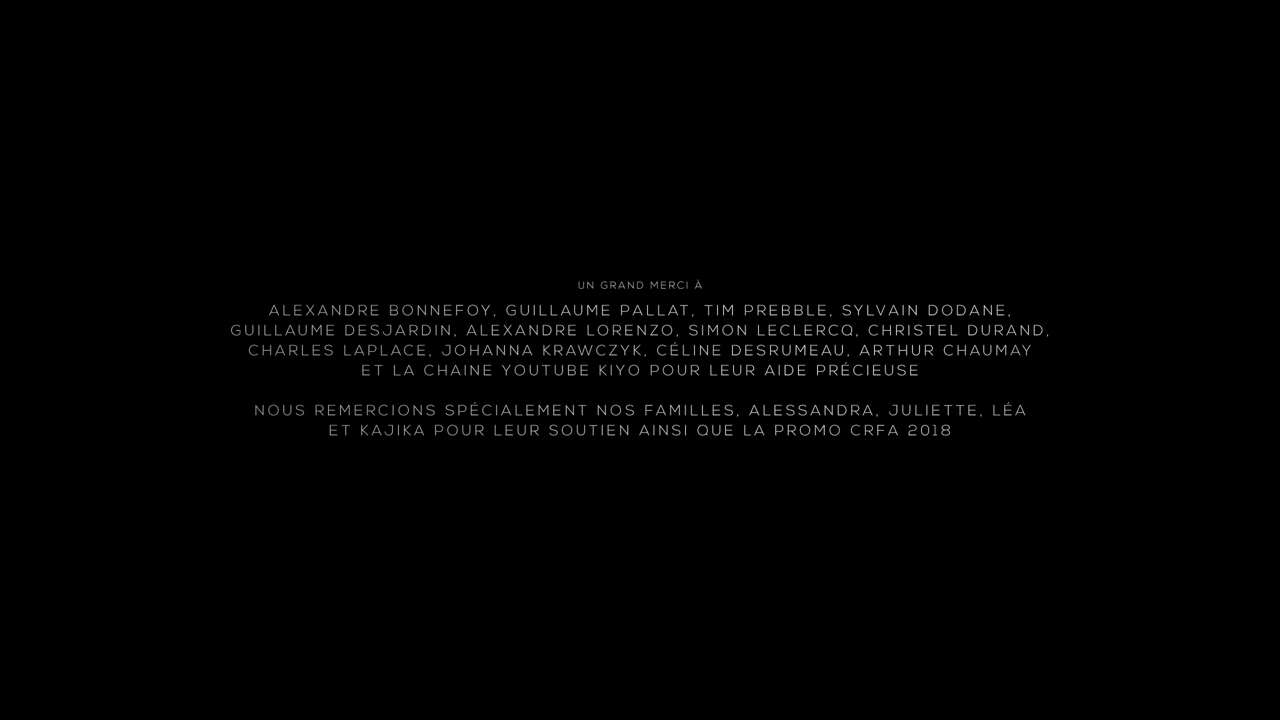 UN GRAND MERCI À
ALEXANDRE BONNEFOY, GUILLAUME PALLAT, TIM PREBBLE, SYLVAIN DODANE,
GUILLAUME DESJARDIN, ALEXANDRE LORENZO, SIMON LECLERCQ, CHRISTEL DURAND,
CHARLES LAPLACE, JOHANNA KRAWCZYK, CÉLINE DESRUMEAU, ARTHUR CHAUMAY
ET LA CHAINE YOUTUBE KIYO POUR LEUR AIDE PRÉCIEUSE
NOUS REMERCIONS SPÉCIALEMENT NOS FAMILLES, ALESSANDRA, JULIETTE, LÉA
ET KAJIKA POUR LEUR SOUTIEN AINSI QUE LA PROMO CRFA 2018